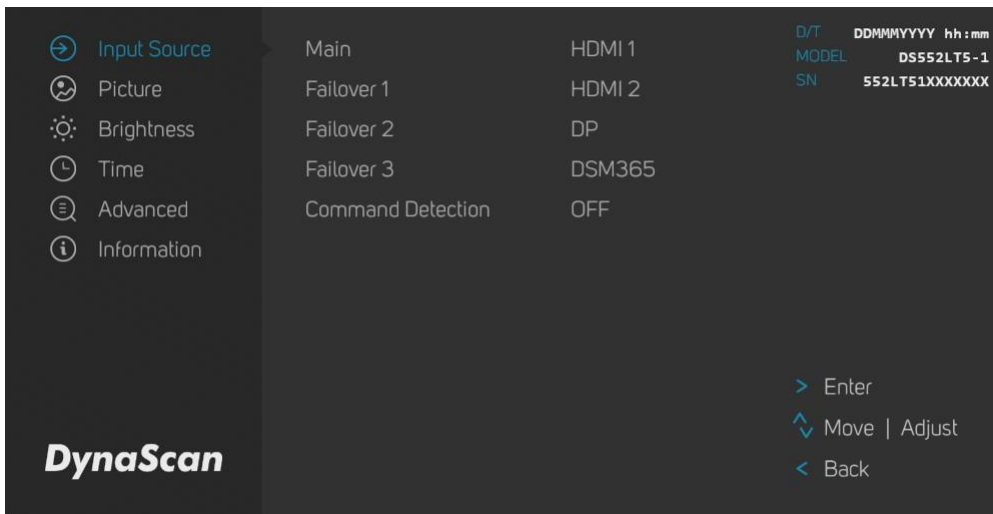 Input Source
Picture
Brightness
Time
Advanced
Information
DynaScan
Main HDMI 1
Failover 1 HDMI 2
Failover 2 DP
Failover 3 DSM365
Command Detection OFF
D/T DDMMMYYYY hh:mm
MODEL DS552LT5-1
SN 552LT51XXXXXXX
> Enter
Move | Adjust
< Back